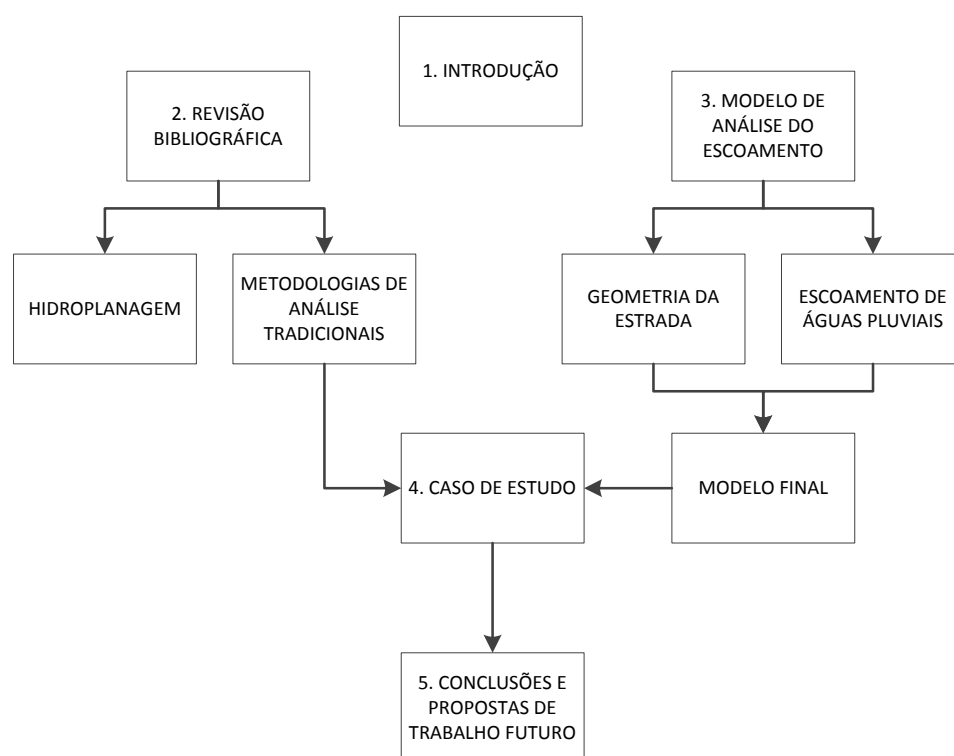 1. INTRODUÇÃO
2. REVISÃO
BIBLIOGRÁFICA
3. MODELO DE
ANÁLISE DO
ESCOAMENTO
HIDROPLANAGEM
METODOLOGIAS DE
ANÁLISE
TRADICIONAIS
GEOMETRIA DA
ESTRADA
ESCOAMENTO DE
ÁGUAS PLUVIAIS
4. CASO DE ESTUDO
MODELO FINAL
5. CONCLUSÕES E
PROPOSTAS DE
TRABALHO FUTURO